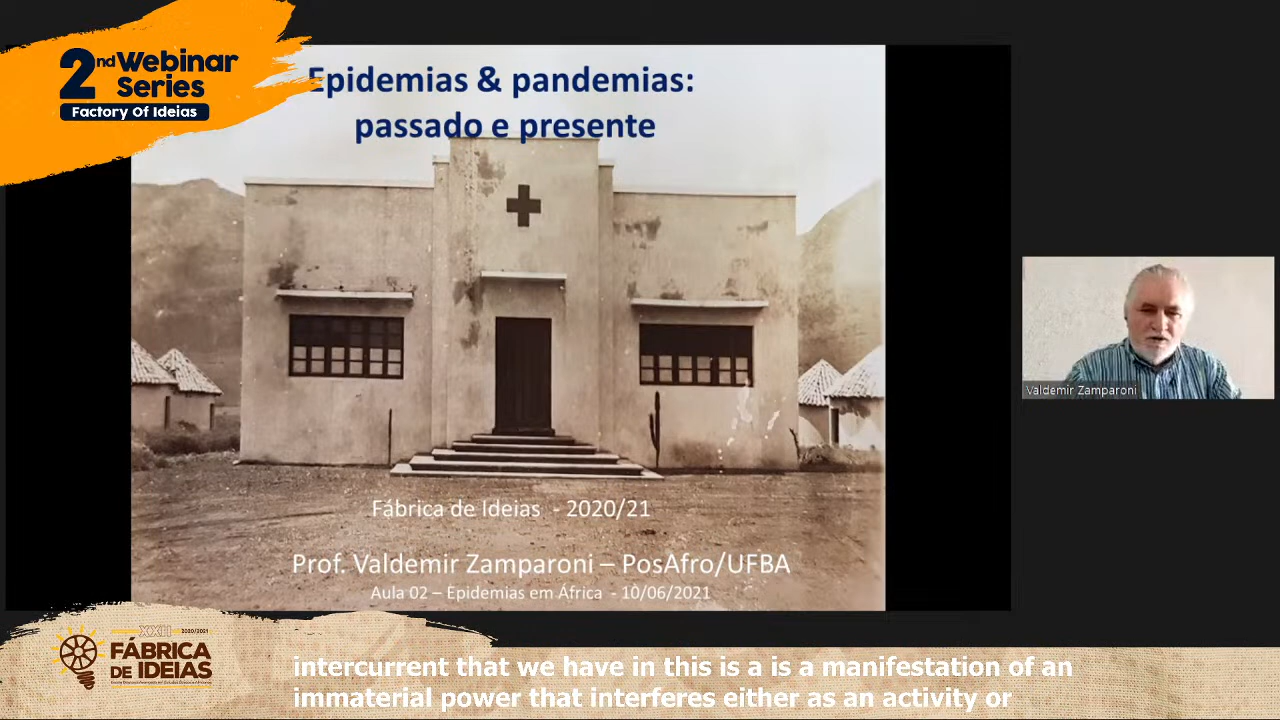 2nd Webinar
Series
Factory Of Ideias
Epidemias & pandemias:
passado e presente
Fábrica de Ideias - 2020/21
Prof. Valdemir Zamparoni – PosAfro/UFBA
Aula 02 – Epidemias em África - 10/06/2021
Valdemir Zamparoni
XXII 2020/2021
FÁBRICA
DE IDEIAS
intercurrent that we have in this is a is a manifestation of an
immaterial power that interferes either as an activity or